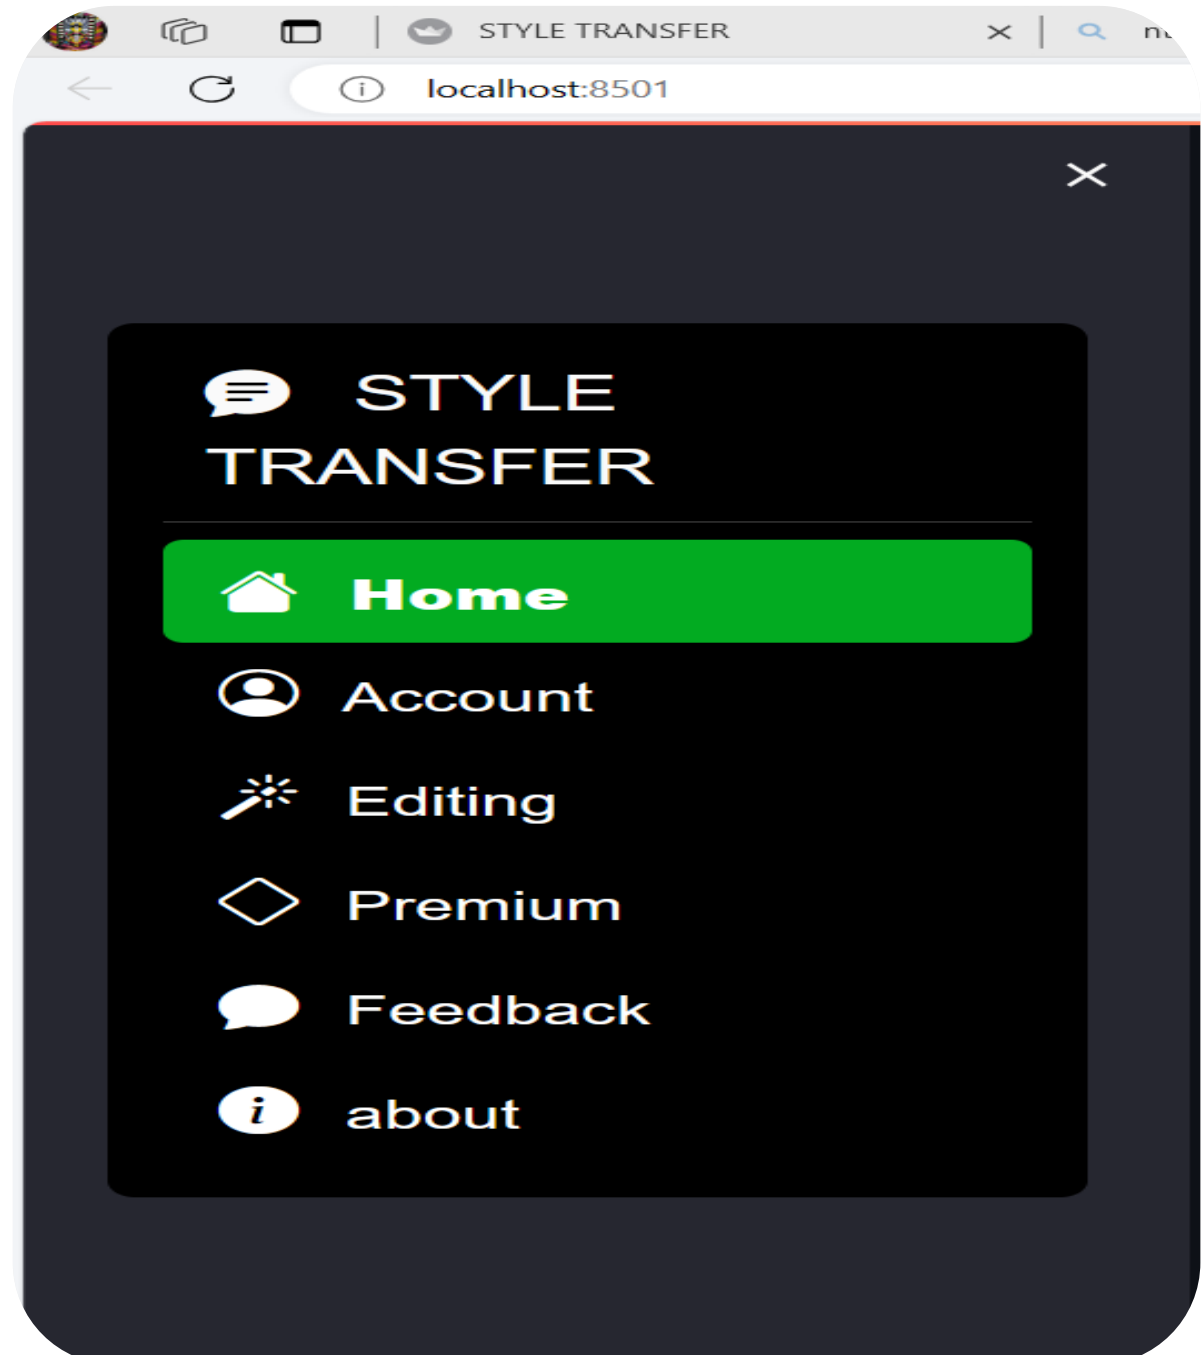 STYLE TRANSFER
localhost:8501
STYLE
TRANSFER
Home
Account
Editing
Premium
Feedback
about